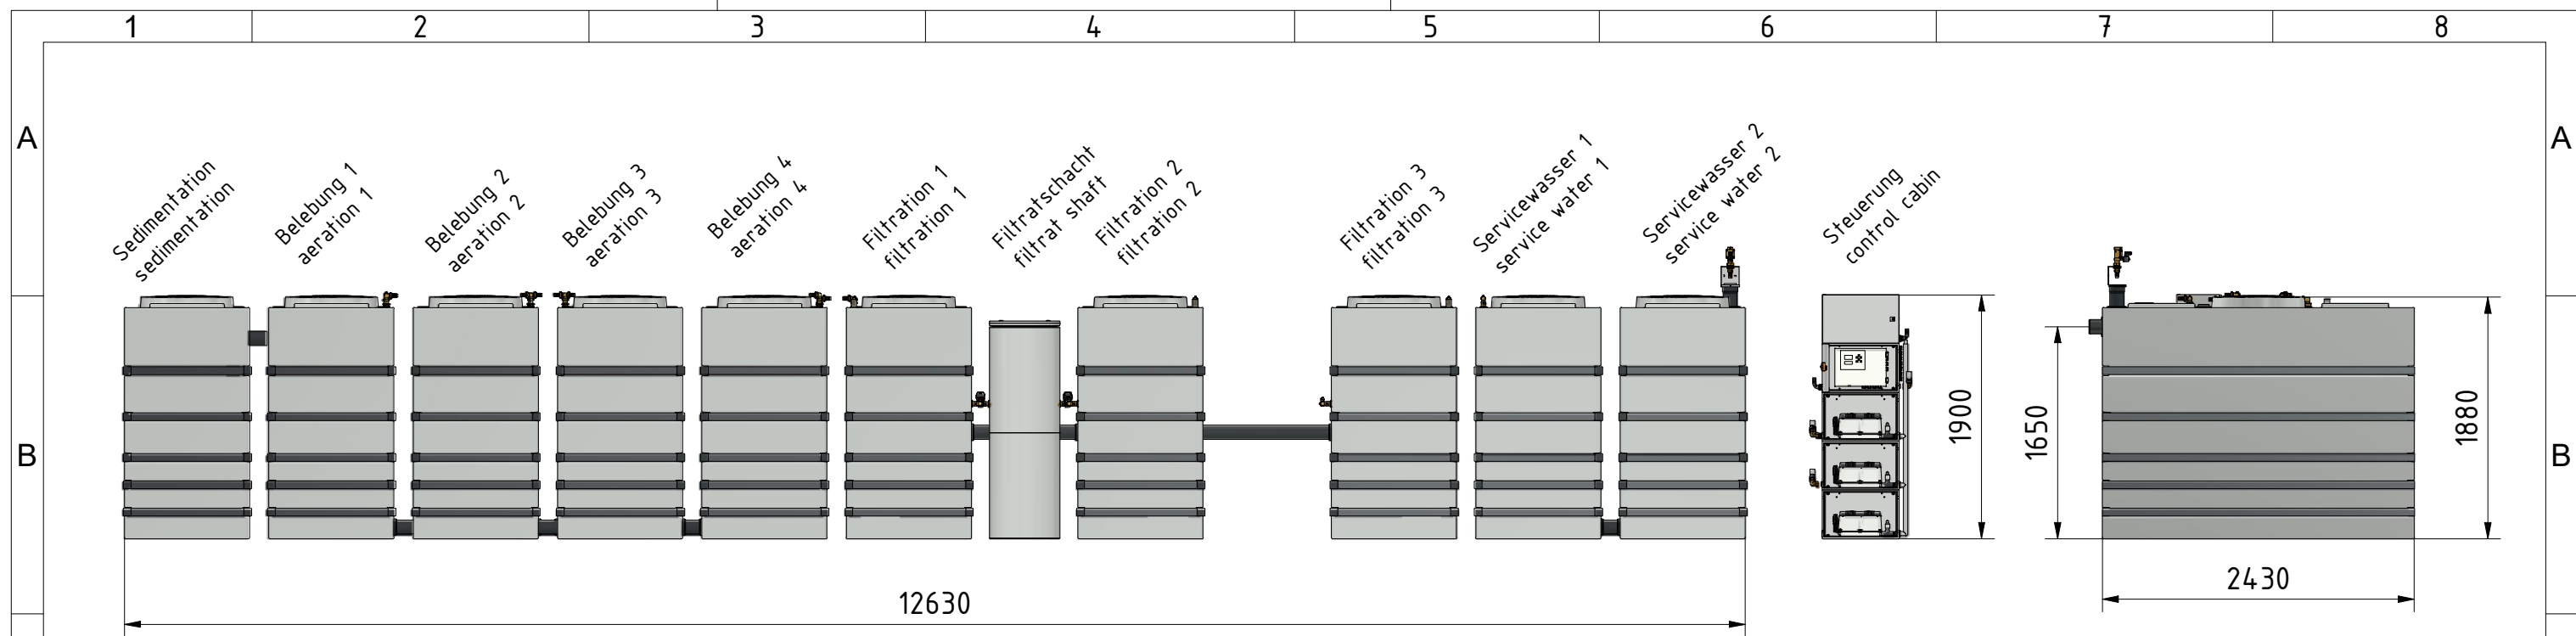 1 2 3 4 5 6 7 8
A A
Sedimentation
sedimentation
Belebung 1
aeration 1
Belebung 2
aeration 2
Belebung 3
aeration 3
Belebung 4
aeration 4
Filtration 1
filtration 1
Filtratschacht
filtrat shaft
Filtration 2
filtration 2
Filtration 3
filtration 3
Servicewasser 1
service water 1
Servicewasser 2
service water 2
Steuerung
control cabin
B B
1900
1650
1880
2430
12630